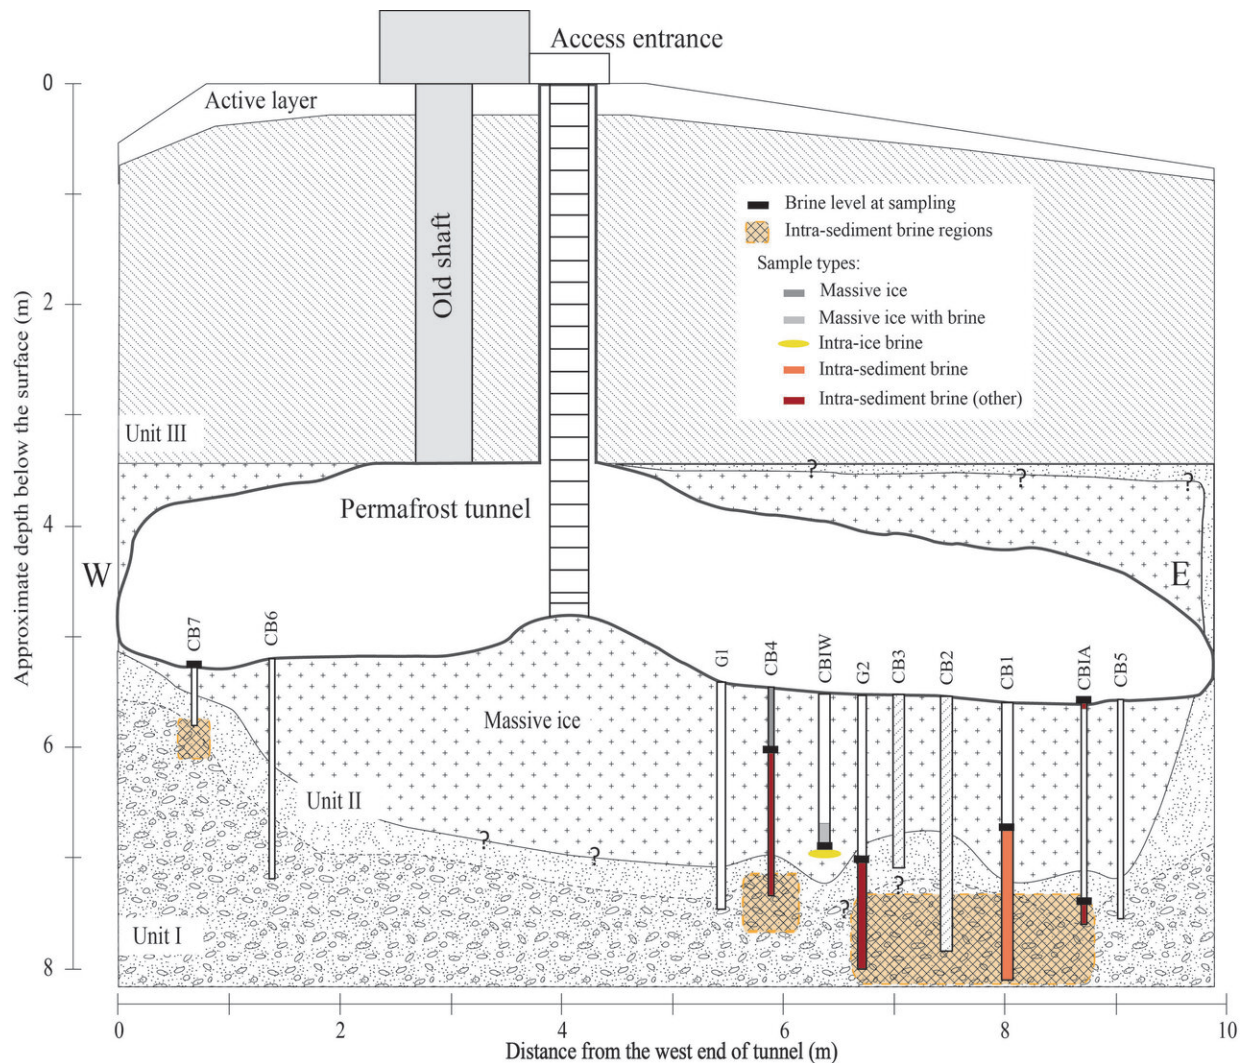 Access entrance
0
Active layer
Old shaft
Brine level at sampling
Intra-sediment brine regions
Sample types:
Massive ice
Massive ice with brine
Intra-ice brine
Intra-sediment brine
Intra-sediment brine (other)
2
Unit III
?
?
?
Permafrost tunnel
4
W
E
CB7
CB6
G1
CB4
CB1W
G2
CB3
CB2
CB1
CB1A
CB5
Massive ice
6
Unit II
?
?
?
?
Unit I
8
Approximate depth below the surface (m)
0
2
4
6
8
10
Distance from the west end of tunnel (m)